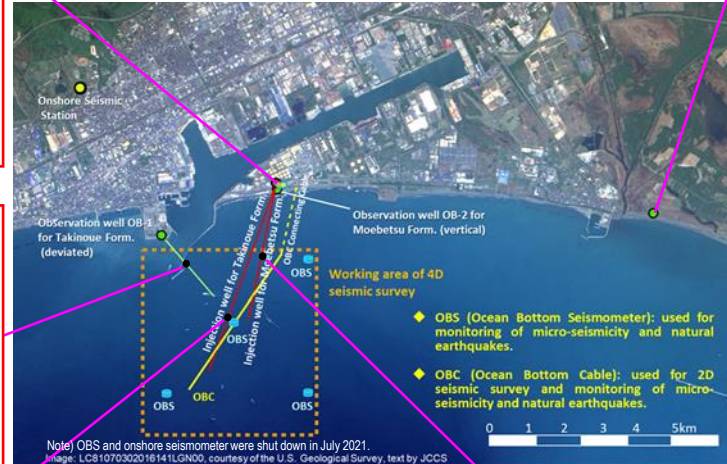 Onshore Seismic
Station
Observation well OB-1
for Takinoue Form.
(deviated)
Injection well for Takinoue Form.
Injection well for Moebetsu Form.
OBC Connecting Cable
Observation well OB-2 for
Moebetsu Form. (vertical)
OBS
Working area of 4D
seismic survey
OBS
OBC
OBS
OBS
◆ OBS (Ocean Bottom Seismometer): used for
monitoring of micro-seismicity and natural
earthquakes.
◆ OBC (Ocean Bottom Cable): used for 2D
seismic survey and monitoring of micro-
seismicity and natural earthquakes.
0 1 2 3 4 5km
Note) OBS and onshore seismometer were shut down in July 2021.
Image: LC81070302016141LGN00, courtesy of the U.S. Geological Survey, text by JCCS